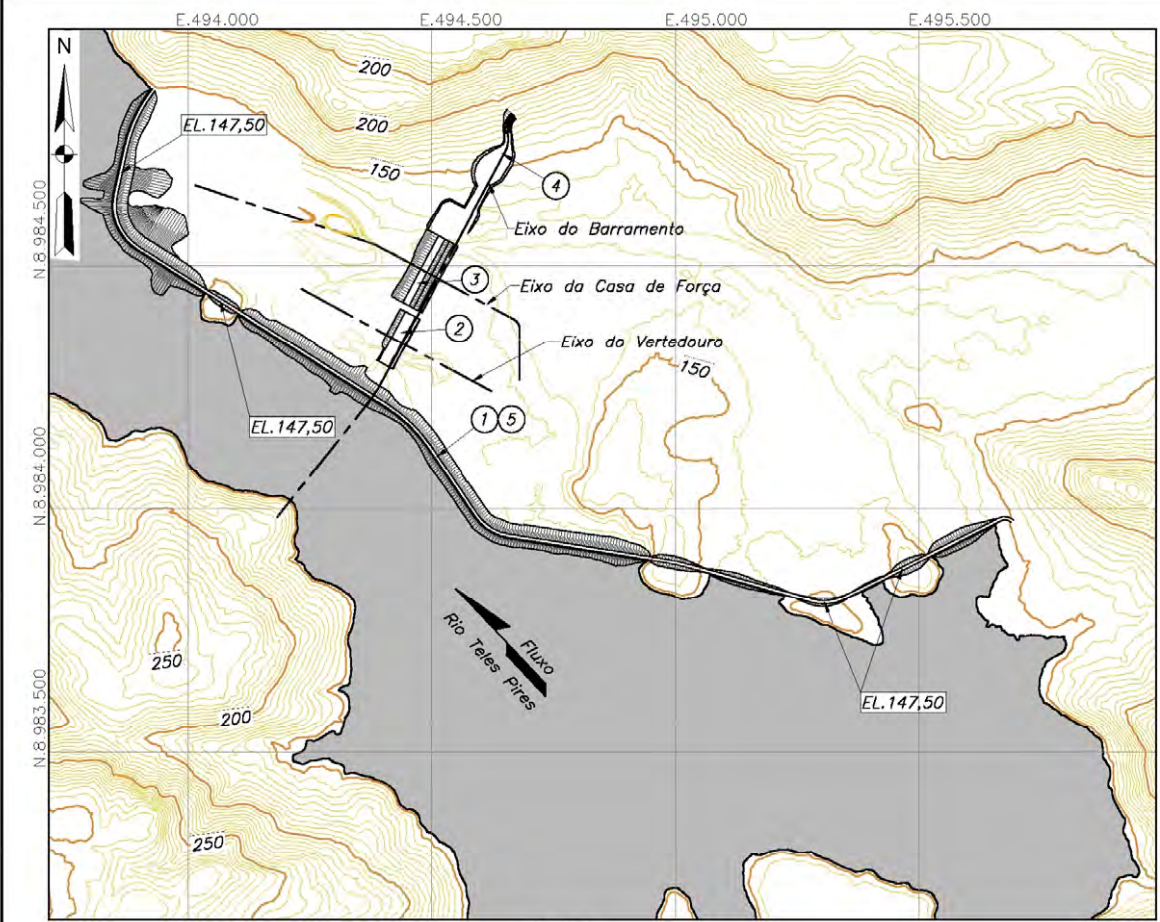 E.494.000
E.494.500
E.495.000
E.495.500
N
200
EL.147,50
200
150
4
N.8.984.500
Eixo do Barramento
3
Eixo da Casa de Força
2
Eixo do Vertedouro
150
EL.147,50
1 5
N.8.984.000
Fluxo
Rio Teles Pires
250
EL.147,50
200
N.8.983.500
250